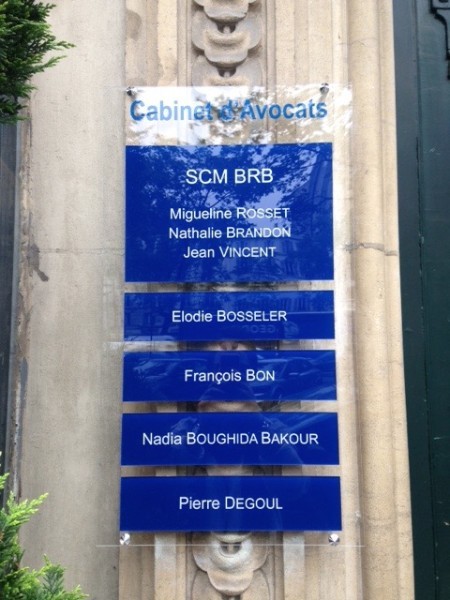 Cabinet d'Avocats
SCM BRB
Migueline ROSSET
Nathalie BRANDON
Jean VINCENT
Elodie BOSSELER
François BON
Nadia BOUGHIDA BAKOUR
Pierre DEGOUL